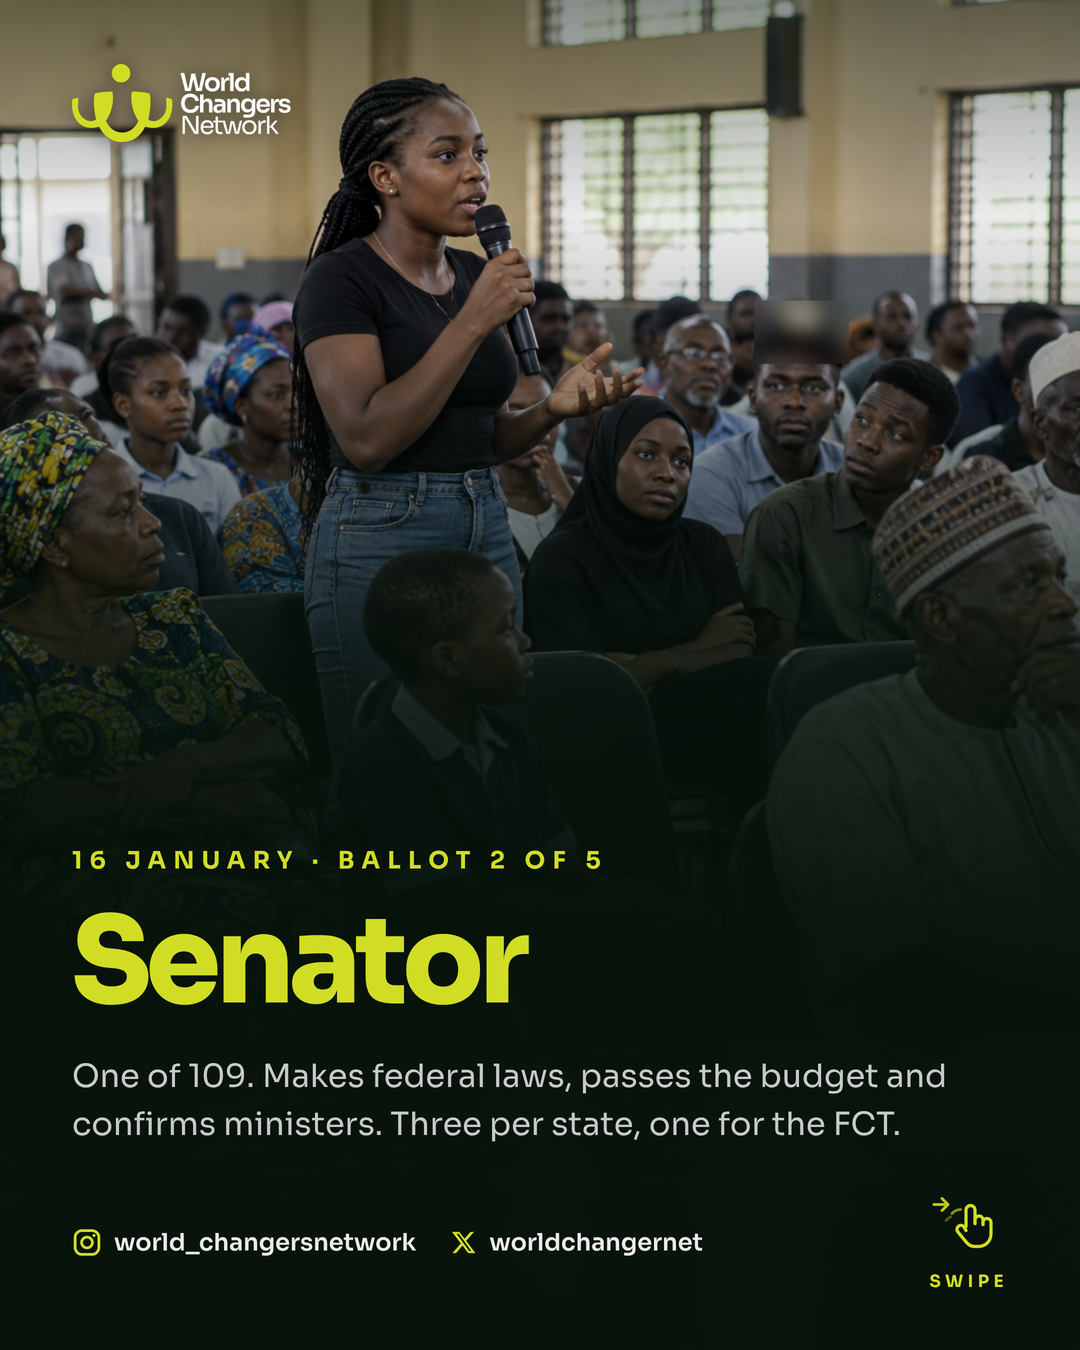 World
Changers
Network
16 JANUARY · BALLOT 2 OF 5
Senator
One of 109. Makes federal laws, passes the budget and
confirms ministers. Three per state, one for the FCT.
world_changersnetwork
worldchangernet
SWIPE